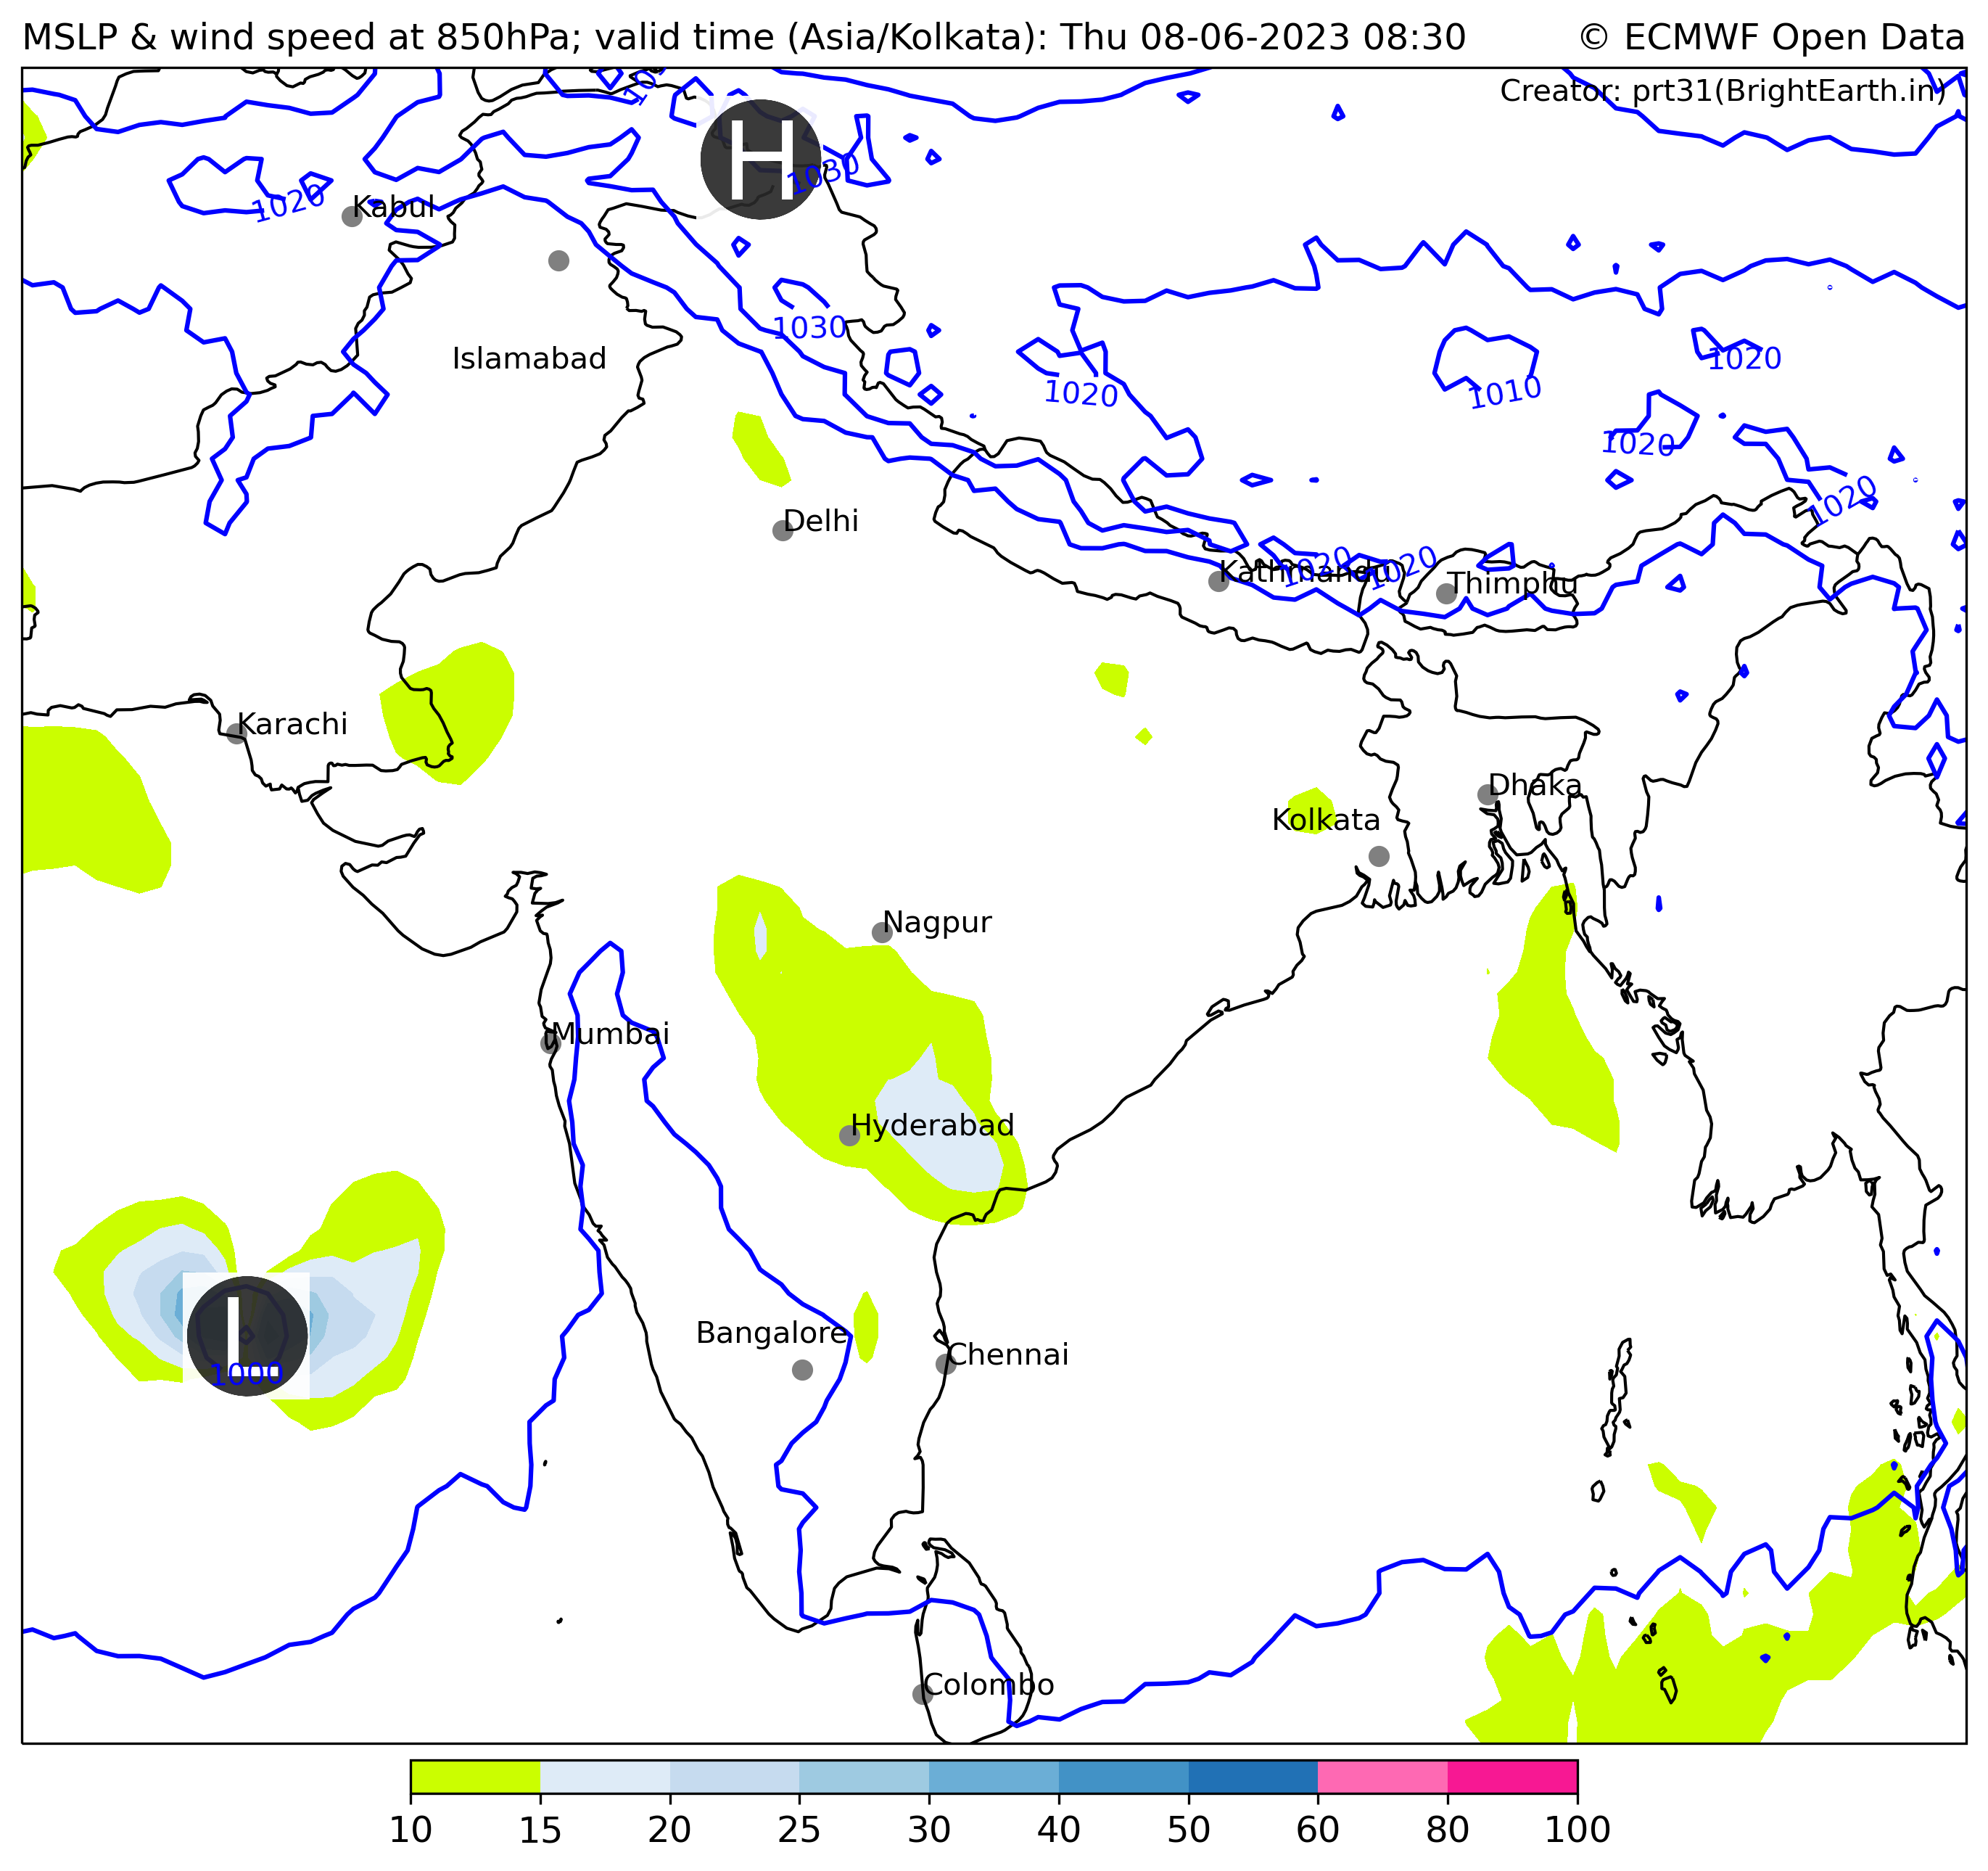 MSLP & wind speed at 850hPa; valid time (Asia/Kolkata): Thu 08-06-2023 08:30
© ECMWF Open Data
Creator: prt31(BrightEarth.in)
H
1030
1020
Kabul
1030
Islamabad
1020
1010
1020
1020
1020
Delhi
Kathmandu
1020
1020
Thimphu
Karachi
Dhaka
Kolkata
Nagpur
Mumbai
Hyderabad
L
1000
Bangalore
Chennai
Colombo
10 15 20 25 30 40 50 60 80 100